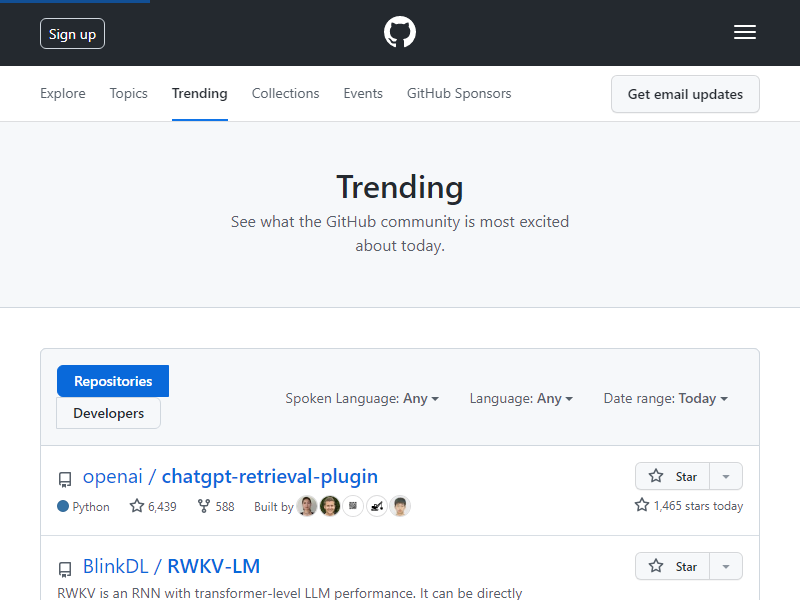 Sign up
Explore Topics Trending Collections Events GitHub Sponsors Get email updates
Trending
See what the GitHub community is most excited
about today.
Repositories
Developers
Spoken Language: Any Language: Any Date range: Today
openai / chatgpt-retrieval-plugin Star
Python 6,439 588 Built by 1,465 stars today
BlinkDL / RWKV-LM Star
RWKV is an RNN with transformer-level LLM performance. It can be directly